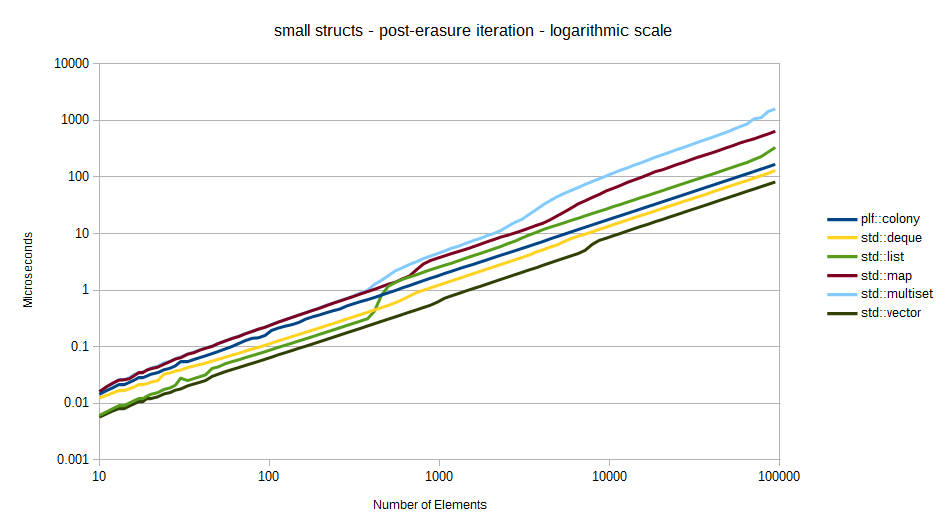 small structs - post-erasure iteration - logarithmic scale
10000
1000
100
10
1
0.1
0.01
0.001
Microseconds
10
100
1000
10000
100000
Number of Elements
plf::colony
std::deque
std::list
std::map
std::multiset
std::vector